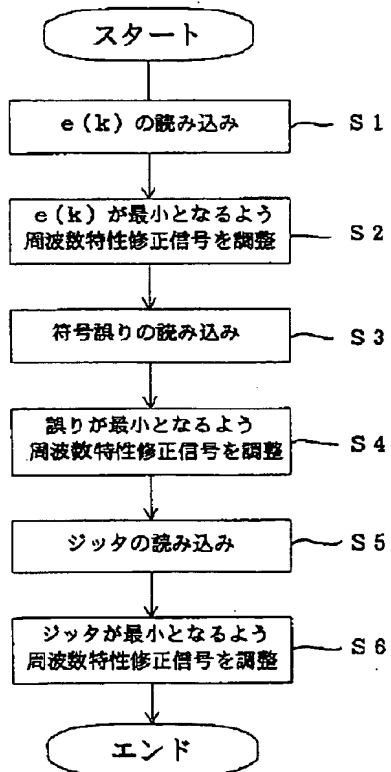 スタート
e(k)の読み込み
S1
e(k)が最小となるよう
周波数特性修正信号を調整
S2
符号誤りの読み込み
S3
誤りが最小となるよう
周波数特性修正信号を調整
S4
ジッタの読み込み
S5
ジッタが最小となるよう
周波数特性修正信号を調整
S6
エンド